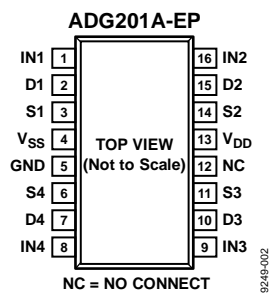 ADG201A-EP
IN1 1
16 IN2
D1 2
15 D2
S1 3
14 S2
VSS 4
13 VDD
GND 5
12 NC
S4 6
11 S3
D4 7
10 D3
IN4 8
9 IN3
TOP VIEW
(Not to Scale)
NC = NO CONNECT
9249-002